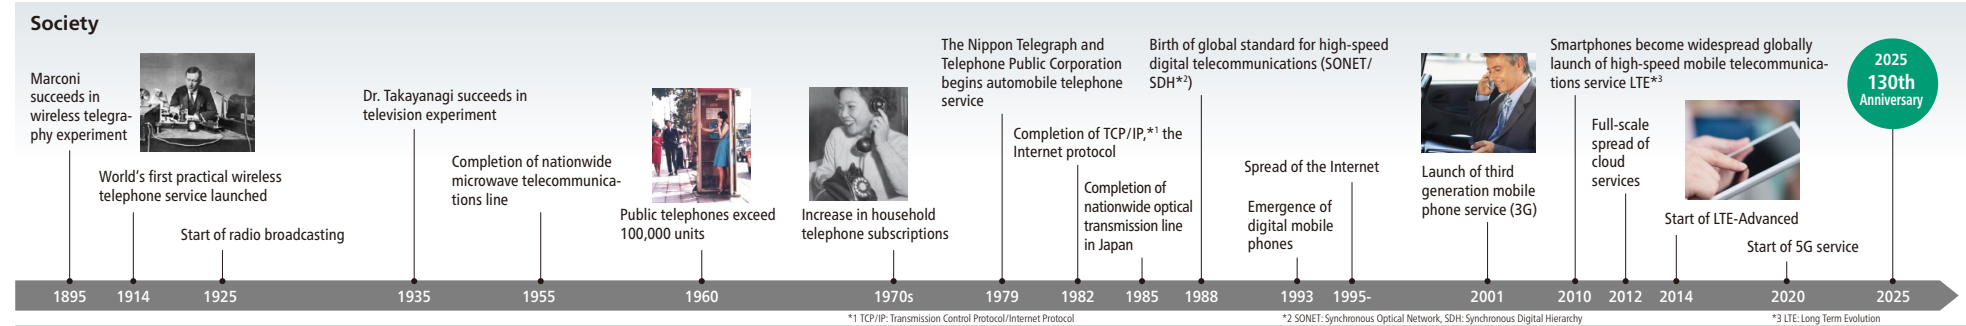 Society
Marconi
succeeds in
wireless telegra-
phy experiment
World's first practical wireless
telephone service launched
Start of radio broadcasting
Dr. Takayanagi succeeds in
television experiment
Completion of nationwide
microwave telecommunica-
tions line
Public telephones exceed
100,000 units
Increase in household
telephone subscriptions
The Nippon Telegraph and
Telephone Public Corporation
begins automobile telephone
service
Completion of TCP/IP,*1 the
Internet protocol
Completion of
nationwide optical
transmission line
in Japan
Birth of global standard for high-speed
digital telecommunications (SONET/
SDH*2)
Emergence of
digital mobile
phones
Spread of the Internet
Launch of third
generation mobile
phone service (3G)
Smartphones become widespread globally
launch of high-speed mobile telecommunica-
tions service LTE*3
Full-scale
spread of
cloud
services
Start of LTE-Advanced
Start of 5G service
2025
130th
Anniversary
1895 1914 1925 1935 1955 1960 1970s 1979 1982 1985 1988 1993 1995- 2001 2010 2012 2014 2020 2025
*1 TCP/IP: Transmission Control Protocol/Internet Protocol
*2 SONET: Synchronous Optical Network, SDH: Synchronous Digital Hierarchy
*3 LTE: Long Term Evolution